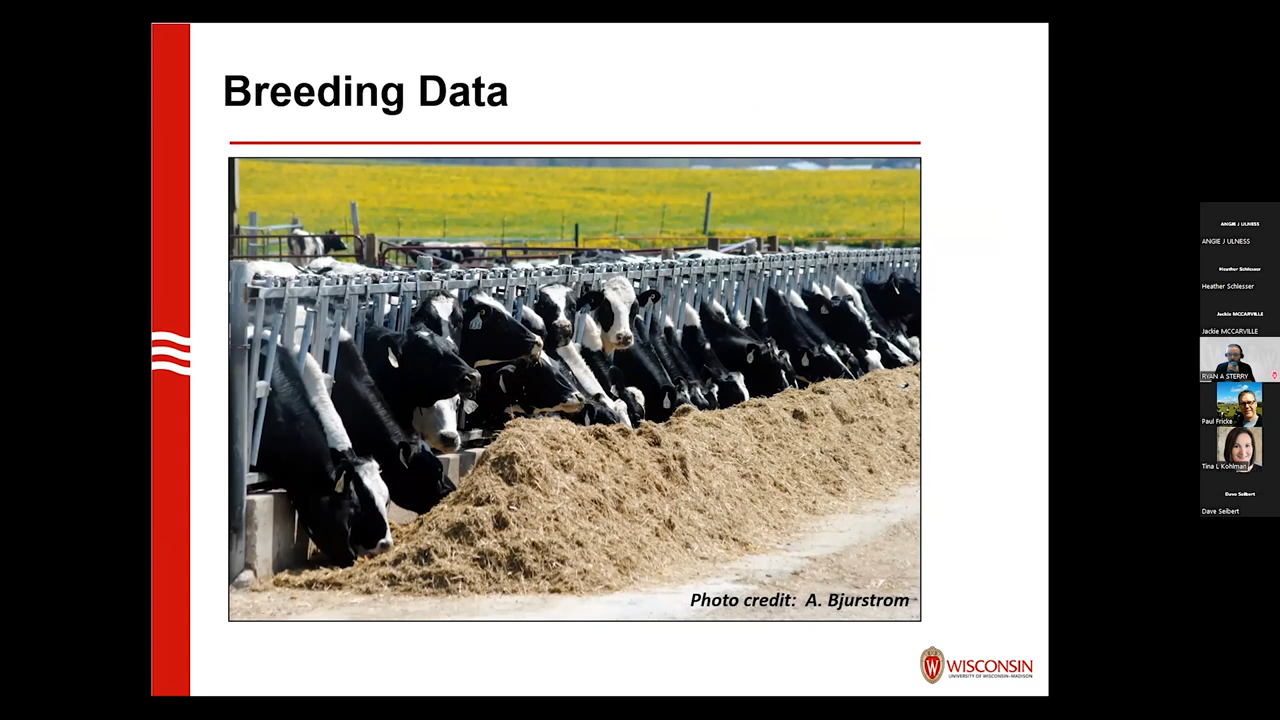 Breeding Data
Photo credit: A. Bjurstrom
W
WISCONSIN
UNIVERSITY OF WISCONSIN–MADISON
ANGIE J ULNESS
ANGIE J ULNESS
Heather Schlesser
Heather Schlesser
Jackie MCCARVILLE
Jackie MCCARVILLE
RYAN A STERRY
Paul Fricke
Tina L Kohlman
Dave Seibert
Dave Seibert